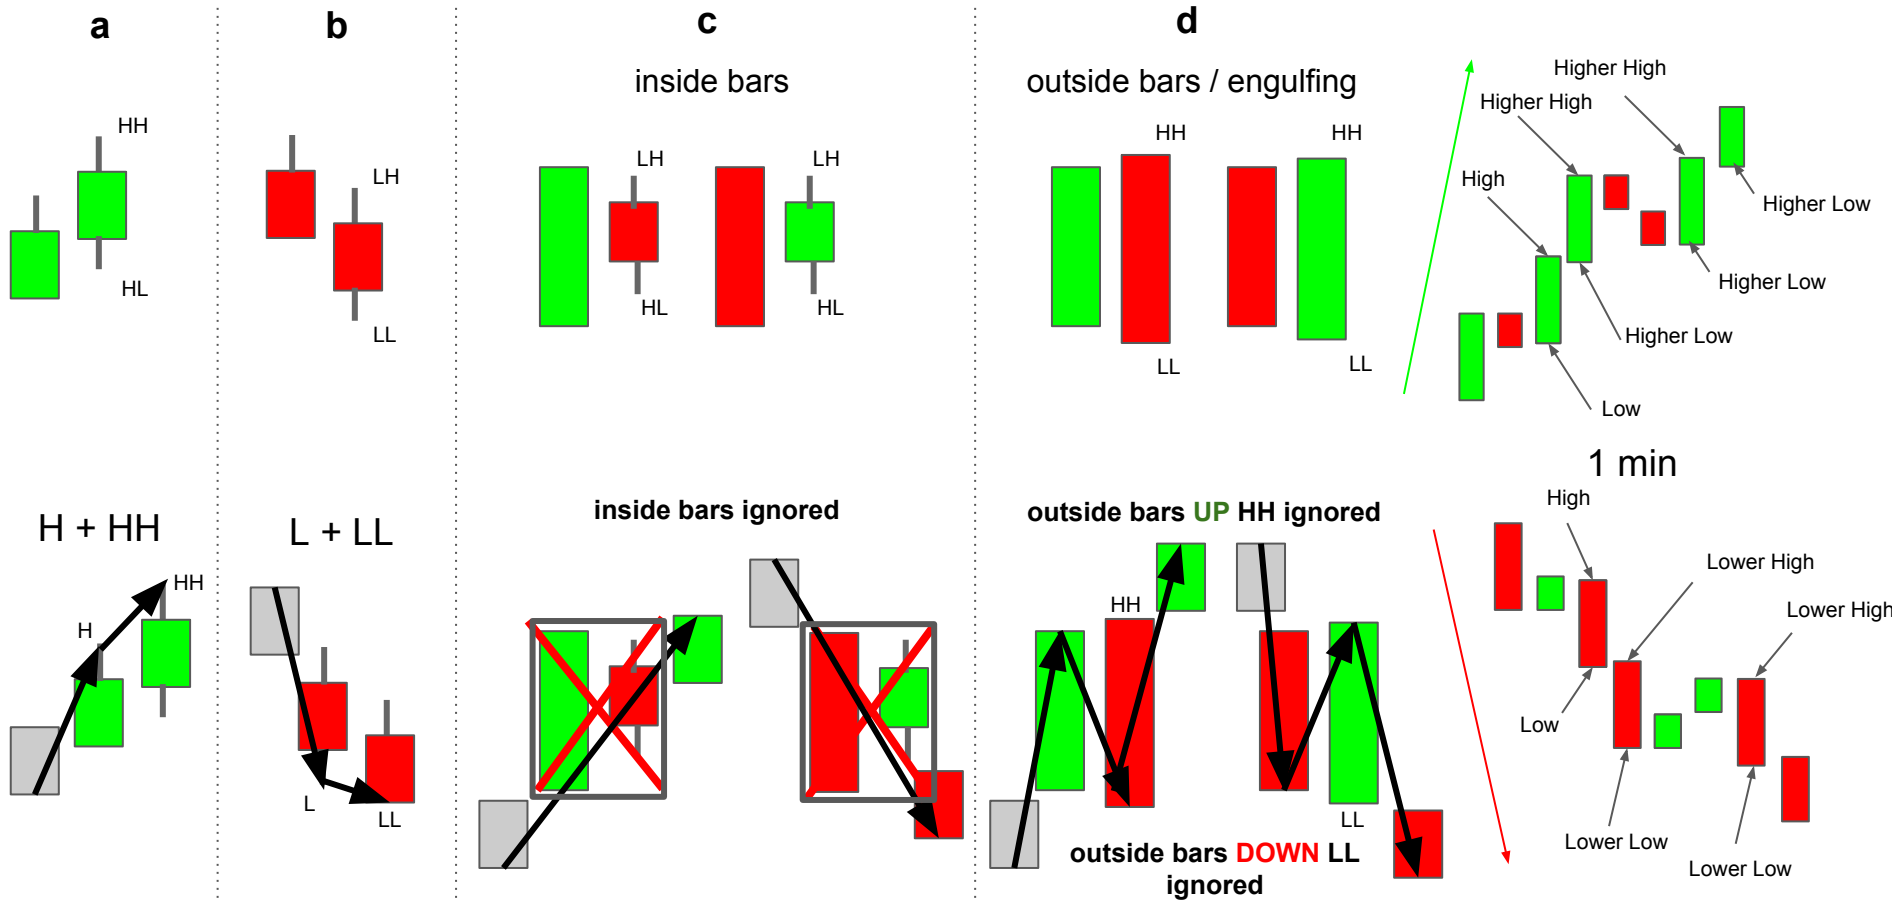 a
b
c
d
inside bars
outside bars / engulfing
HH
HL
LH
LL
LH
HL
LH
HL
HH
LL
HH
LL
Higher High
Higher High
High
Higher Low
Higher Low
Higher Low
Low
1 min
H + HH
L + LL
inside bars ignored
outside bars UP HH ignored
HH
H
L
LL
HH
LL
outside bars DOWN LL
ignored
High
Lower High
Lower High
Low
Lower Low
Lower Low